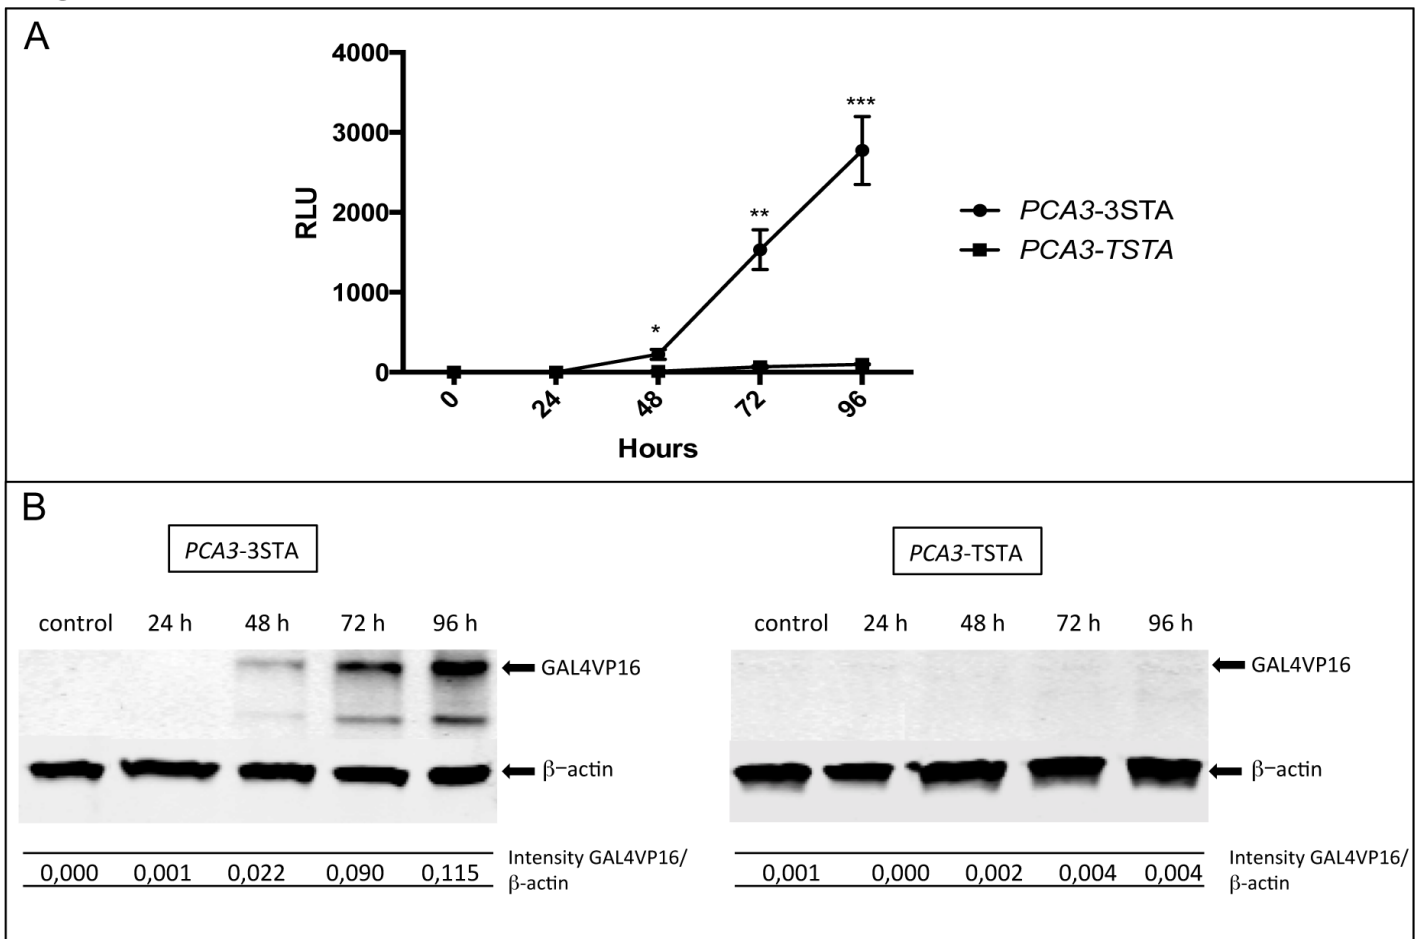 A
4000
3000
2000
1000
0
RLU
*
**
***
0 24 48 72 96
Hours
PCA3-3STA
PCA3-TSTA
B
PCA3-3STA
control 24 h 48 h 72 h 96 h
GAL4VP16
β–actin
0,000 0,001 0,022 0,090 0,115
Intensity GAL4VP16/
β-actin
PCA3-TSTA
control 24 h 48 h 72 h 96 h
GAL4VP16
β–actin
0,001 0,000 0,002 0,004 0,004
Intensity GAL4VP16/
β-actin